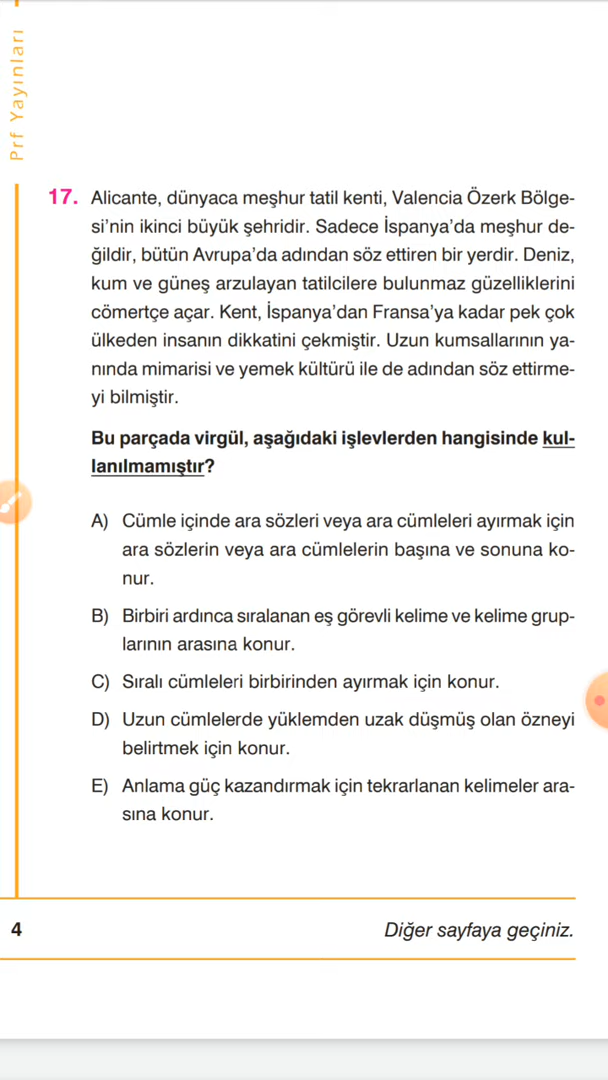 Prf Yayınları
17. Alicante, dünyaca meşhur tatil kenti, Valencia Özerk Bölge-
si'nin ikinci büyük şehridir. Sadece İspanya'da meşhur de-
ğildir, bütün Avrupa'da adından söz ettiren bir yerdir. Deniz,
kum ve güneş arzulayan tatilcilere bulunmaz güzelliklerini
cömertçe açar. Kent, İspanya'dan Fransa'ya kadar pek çok
ülkeden insanın dikkatini çekmiştir. Uzun kumsallarının ya-
nında mimarisi ve yemek kültürü ile de adından söz ettirme-
yi bilmiştir.
Bu parçada virgül, aşağıdaki işlevlerden hangisinde kul-
lanılmamıştır?
A) Cümle içinde ara sözleri veya ara cümleleri ayırmak için
ara sözlerin veya ara cümlelerin başına ve sonuna ko-
nur.
B) Birbiri ardınca sıralanan eş görevli kelime ve kelime grup-
larının arasına konur.
C) Sıralı cümleleri birbirinden ayırmak için konur.
D) Uzun cümlelerde yüklemden uzak düşmüş olan özneyi
belirtmek için konur.
E) Anlama güç kazandırmak için tekrarlanan kelimeler ara-
sına konur.
4
Diğer sayfaya geçiniz.